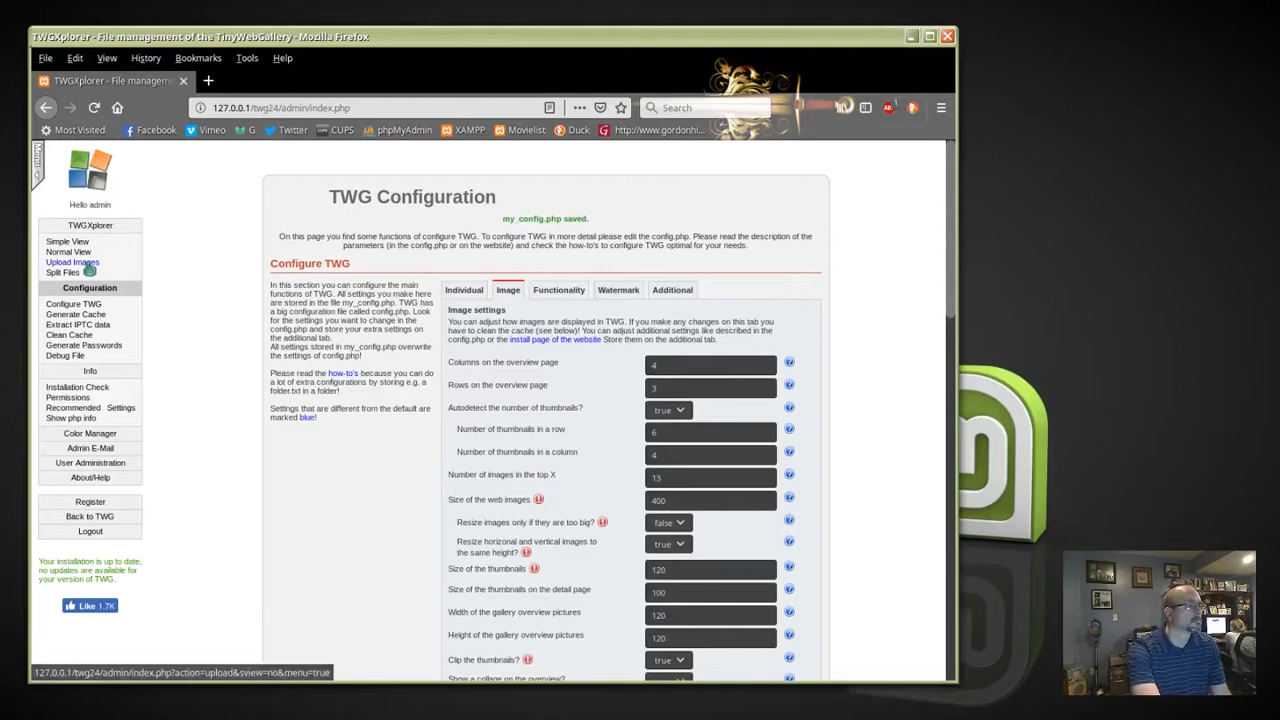 TWGXplorer - File management of the TinyWebGallery - Mozilla Firefox
File Edit View History Bookmarks Tools Help
TWGXplorer - File managemen
127.0.0.1/twg24/admin/index.php
Search
Most Visited Facebook Vimeo G Twitter CUPS phpMyAdmin XAMPP Movielist Duck http://www.gordonhi...
Menu
Hello admin
TWGXplorer
Simple View
Normal View
Upload Images
Split Files
Configuration
Configure TWG
Generate Cache
Extract IPTC data
Clean Cache
Generate Passwords
Debug File
Info
Installation Check
Permissions
Recommended Settings
Show php info
Color Manager
Admin E-Mail
User Administration
About/Help
Register
Back to TWG
Logout
Your installation is up to date,
no updates are available for
your version of TWG.
Like 1.7K
TWG Configuration
my_config.php saved.
On this page you find some functions of configure TWG. To configure TWG in more detail please edit the config.php. Please read the description of the
parameters (in the config.php or on the website) and check the how-to's to configure TWG optimal for your needs.
Configure TWG
In this section you can configure the main
functions of TWG. All settings you make here
are stored in the file my_config.php. TWG has
a big configuration file called config.php. Look
for the settings you want to change in the
config.php and store your extra settings on
the additional tab.
All settings stored in my_config.php overwrite
the settings of config.php!
Please read the how-to's because you can do
a lot of extra configurations by storing e.g. a
folder.txt in a folder!
Settings that are different from the default are
marked blue!
Individual Image Functionality Watermark Additional
Image settings
You can adjust how images are displayed in TWG. If you make any changes on this tab you
have to clean the cache (see below)! You can adjust additional settings like described in the
config.php or the install page of the website Store them on the additional tab.
Columns on the overview page 4
Rows on the overview page 3
Autodetect the number of thumbnails? true
Number of thumbnails in a row 6
Number of thumbnails in a column 4
Number of images in the top X 13
Size of the web images 400
Resize images only if they are too big? false
Resize horizonal and vertical images to
the same height? true
Size of the thumbnails 120
Size of the thumbnails on the detail page 100
Width of the gallery overview pictures 120
Height of the gallery overview pictures 120
Clip the thumbnails? true
Show a collage on the overview?
127.0.0.1/twg24/admin/index.php?action=upload&sview=no&menu=true